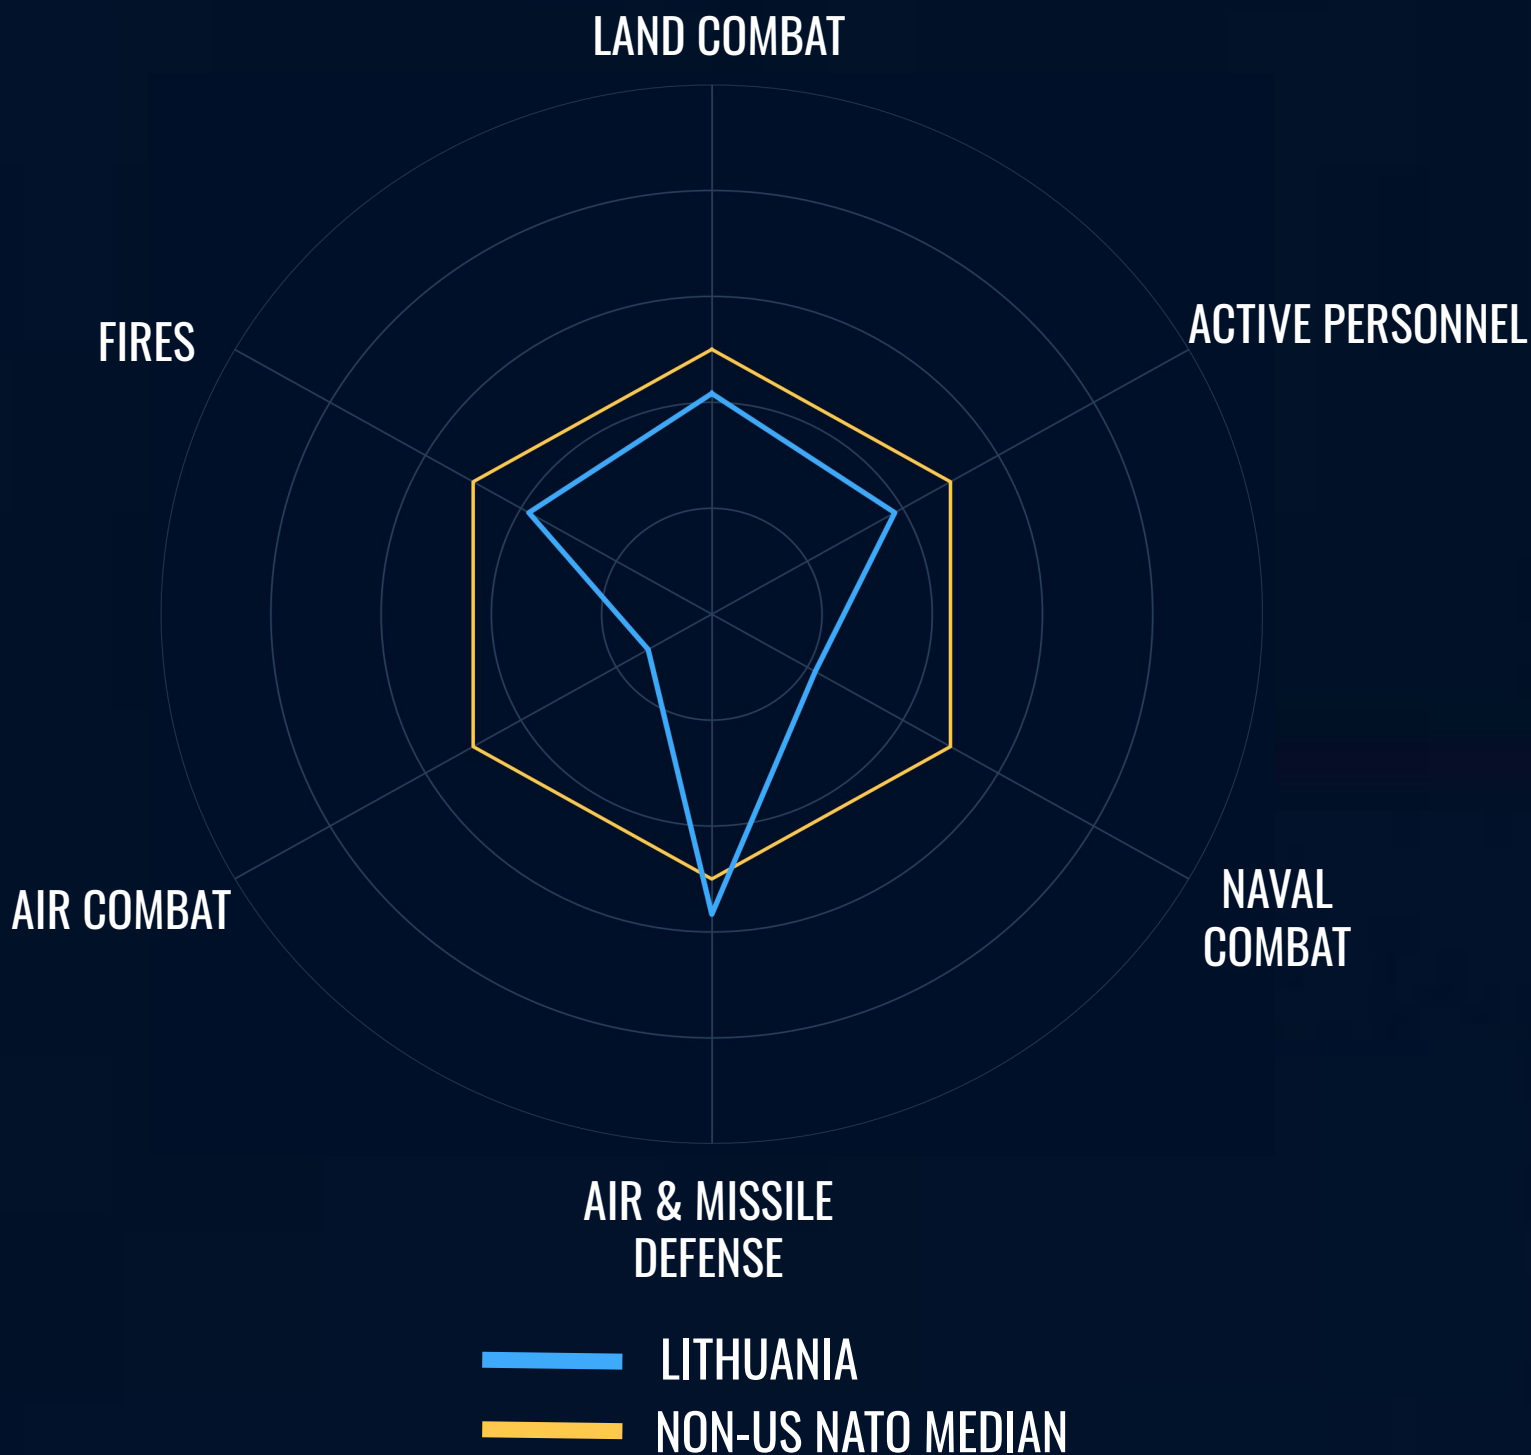 LAND COMBAT
ACTIVE PERSONNEL
FIRES
NAVAL
COMBAT
AIR COMBAT
AIR & MISSILE
DEFENSE
LITHUANIA
NON-US NATO MEDIAN